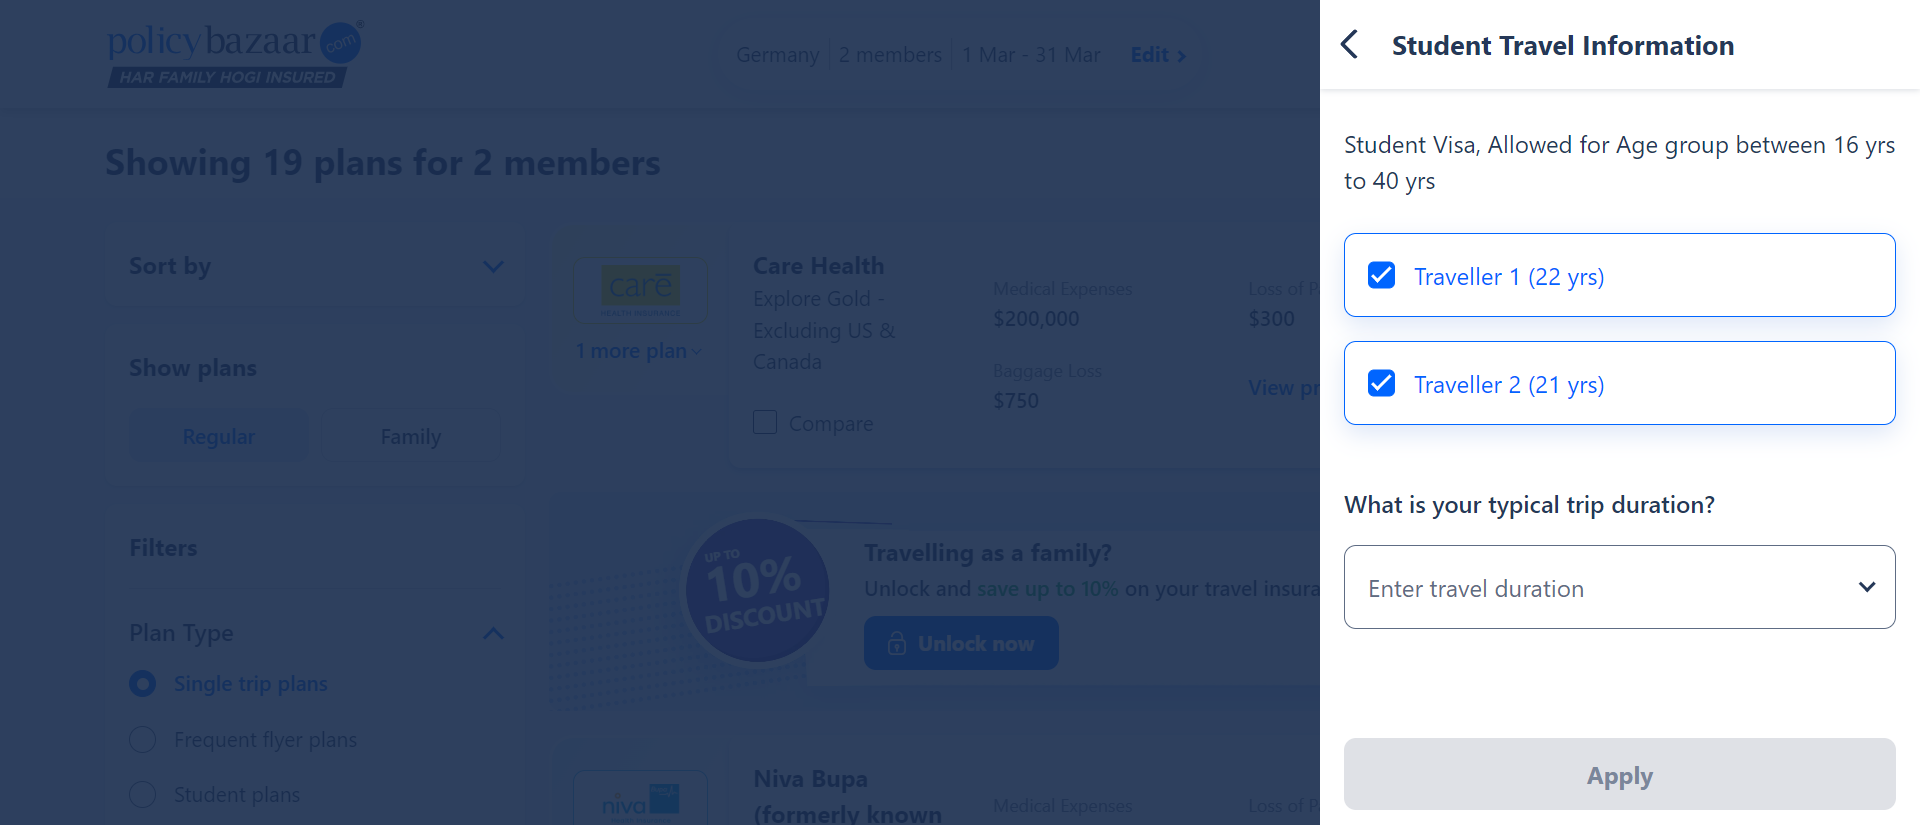 policybazaar.com®
HAR FAMILY HOGI INSURED
Germany 2 members 1 Mar - 31 Mar Edit
Showing 19 plans for 2 members
Sort by
Show plans
Regular Family
Filters
Plan Type
Single trip plans
Frequent flyer plans
Student plans
care
HEALTH INSURANCE
1 more plan
Care Health
Explore Gold -
Excluding US &
Canada
Compare
Medical Expenses
$200,000
Baggage Loss
$750
Loss of
$300
View
UP TO
10%
DISCOUNT
Travelling as a family?
Unlock and save up to 10% on your travel
Unlock now
niva
Niva Bupa
(formerly known
Medical Expenses
Loss of
Student Travel Information
Student Visa, Allowed for Age group between 16 yrs
to 40 yrs
Traveller 1 (22 yrs)
Traveller 2 (21 yrs)
What is your typical trip duration?
Enter travel duration
Apply